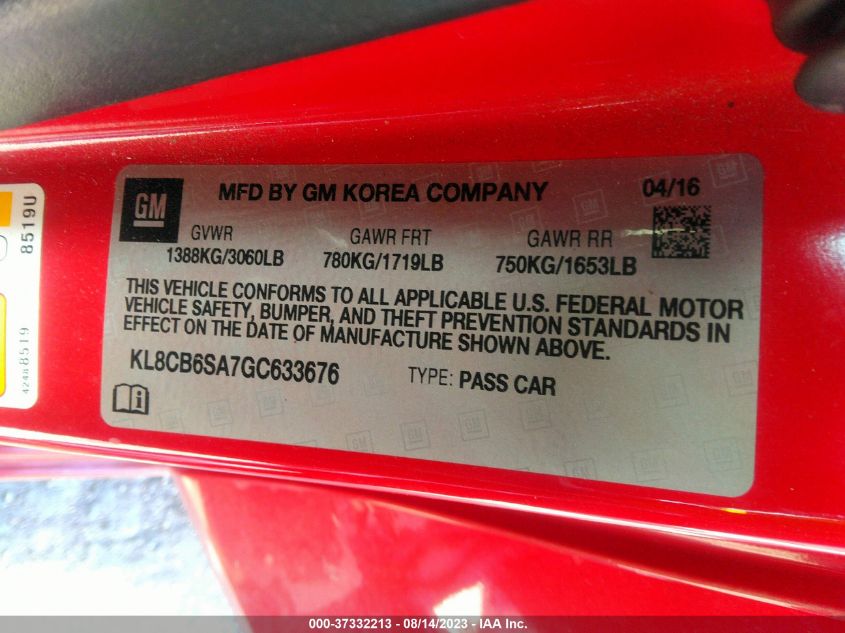 GM MFD BY GM KOREA COMPANY 04/16
GVWR GAWR FRT GAWR RR
1388KG/3060LB 780KG/1719LB 750KG/1653LB
THIS VEHICLE CONFORMS TO ALL APPLICABLE U.S. FEDERAL MOTOR
VEHICLE SAFETY, BUMPER, AND THEFT PREVENTION STANDARDS IN
EFFECT ON THE DATE OF MANUFACTURE SHOWN ABOVE.
KL8CB6SA7GC633676 TYPE: PASS CAR
8519U
42448519
000-37332213 - 08/14/2023 - IAA Inc.